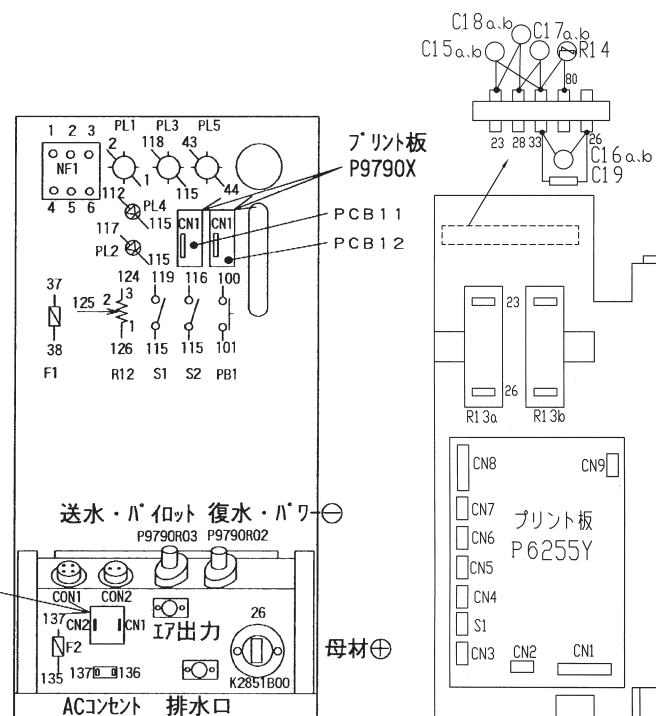 C18a.b
C17a.b
C15a.b
R14
80
23 28 33 26
C16a.b
C19
1 2 3
NF1
4 5 6
PL1 PL3 PL5
2 118 43
1 115 44
112
PL4
115
117
PL2
115
プリント板
P9790X
CN1 CN1
PCB11
PCB12
37
38
F1
125
124
3
2
1
126
R12
119
115
S1
116
115
S2
100
101
PB1
23
26
R13a R13b
送水・パイロット 復水・パワー⊖
P9790R03 P9790R02
CON1 CON2
137
CN2 CN1
F2
135
137 136
エア出力
26
K2851B00
母材⊕
ACコンセント 排水口
CN8
CN9
CN7
CN6
CN5
CN4
S1
CN3
CN2
CN1
プリント板
P6255Y